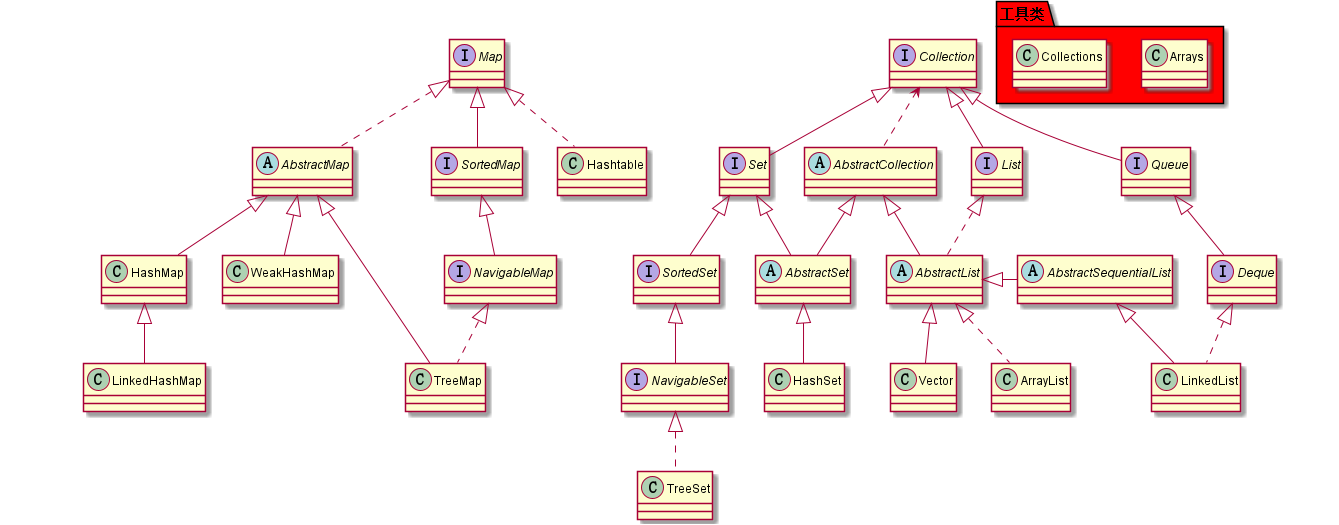 工具类
I Map
I Collection
C Collections
C Arrays
A AbstractMap
I SortedMap
C Hashtable
I Set
A AbstractCollection
I List
I Queue
C HashMap
C WeakHashMap
I NavigableMap
I SortedSet
A AbstractSet
A AbstractList
A AbstractSequentialList
I Deque
C LinkedHashMap
C TreeMap
I NavigableSet
C HashSet
C Vector
C ArrayList
C LinkedList
C TreeSet